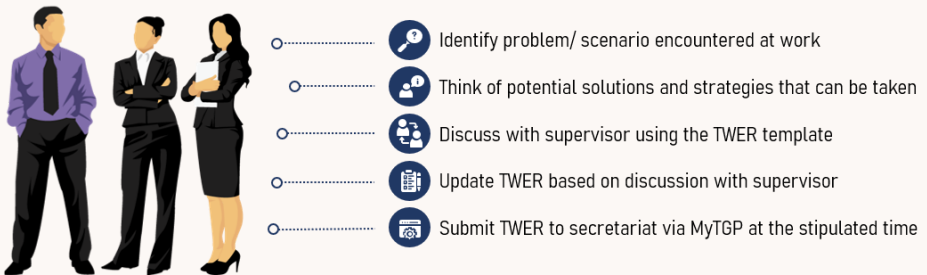 Identify problem/ scenario encountered at work
Think of potential solutions and strategies that can be taken
Discuss with supervisor using the TWER template
Update TWER based on discussion with supervisor
Submit TWER to secretariat via MyTGP at the stipulated time